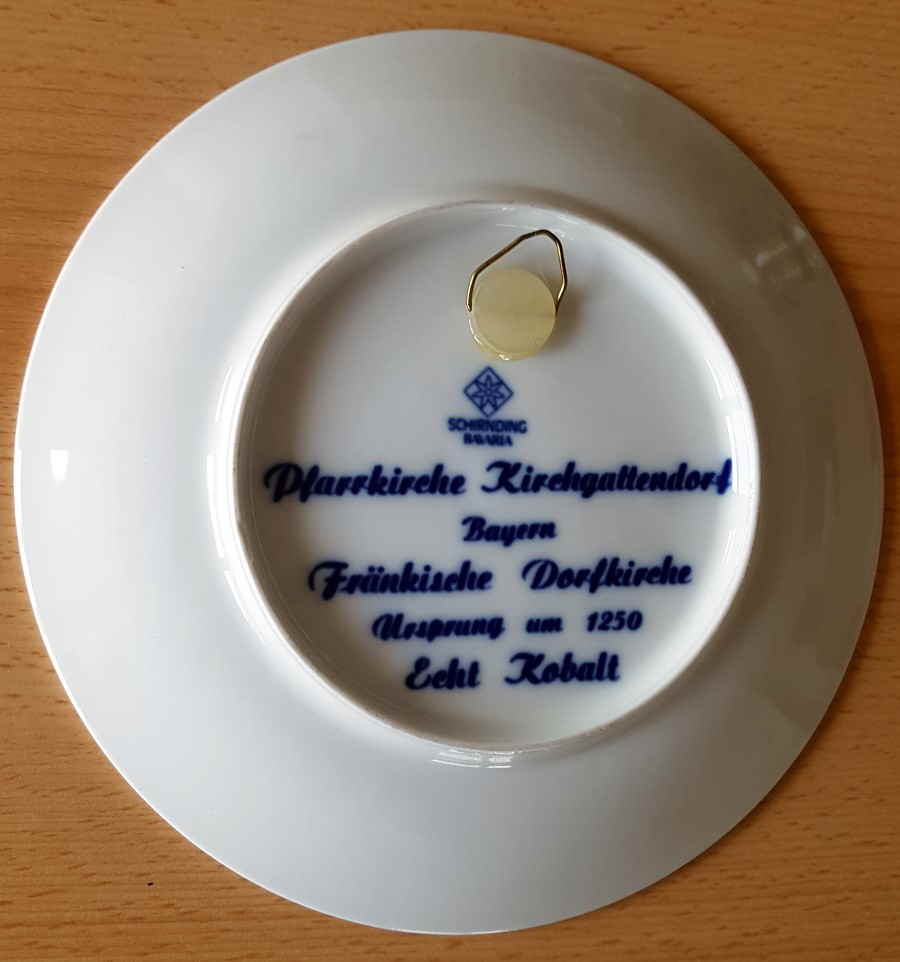 SCHIRNDING
BAVARIA
Pfarrkirche Kirchgattendorf
Bayern
Fränkische Dorfkirche
Ursprung um 1250
Echt Kobalt